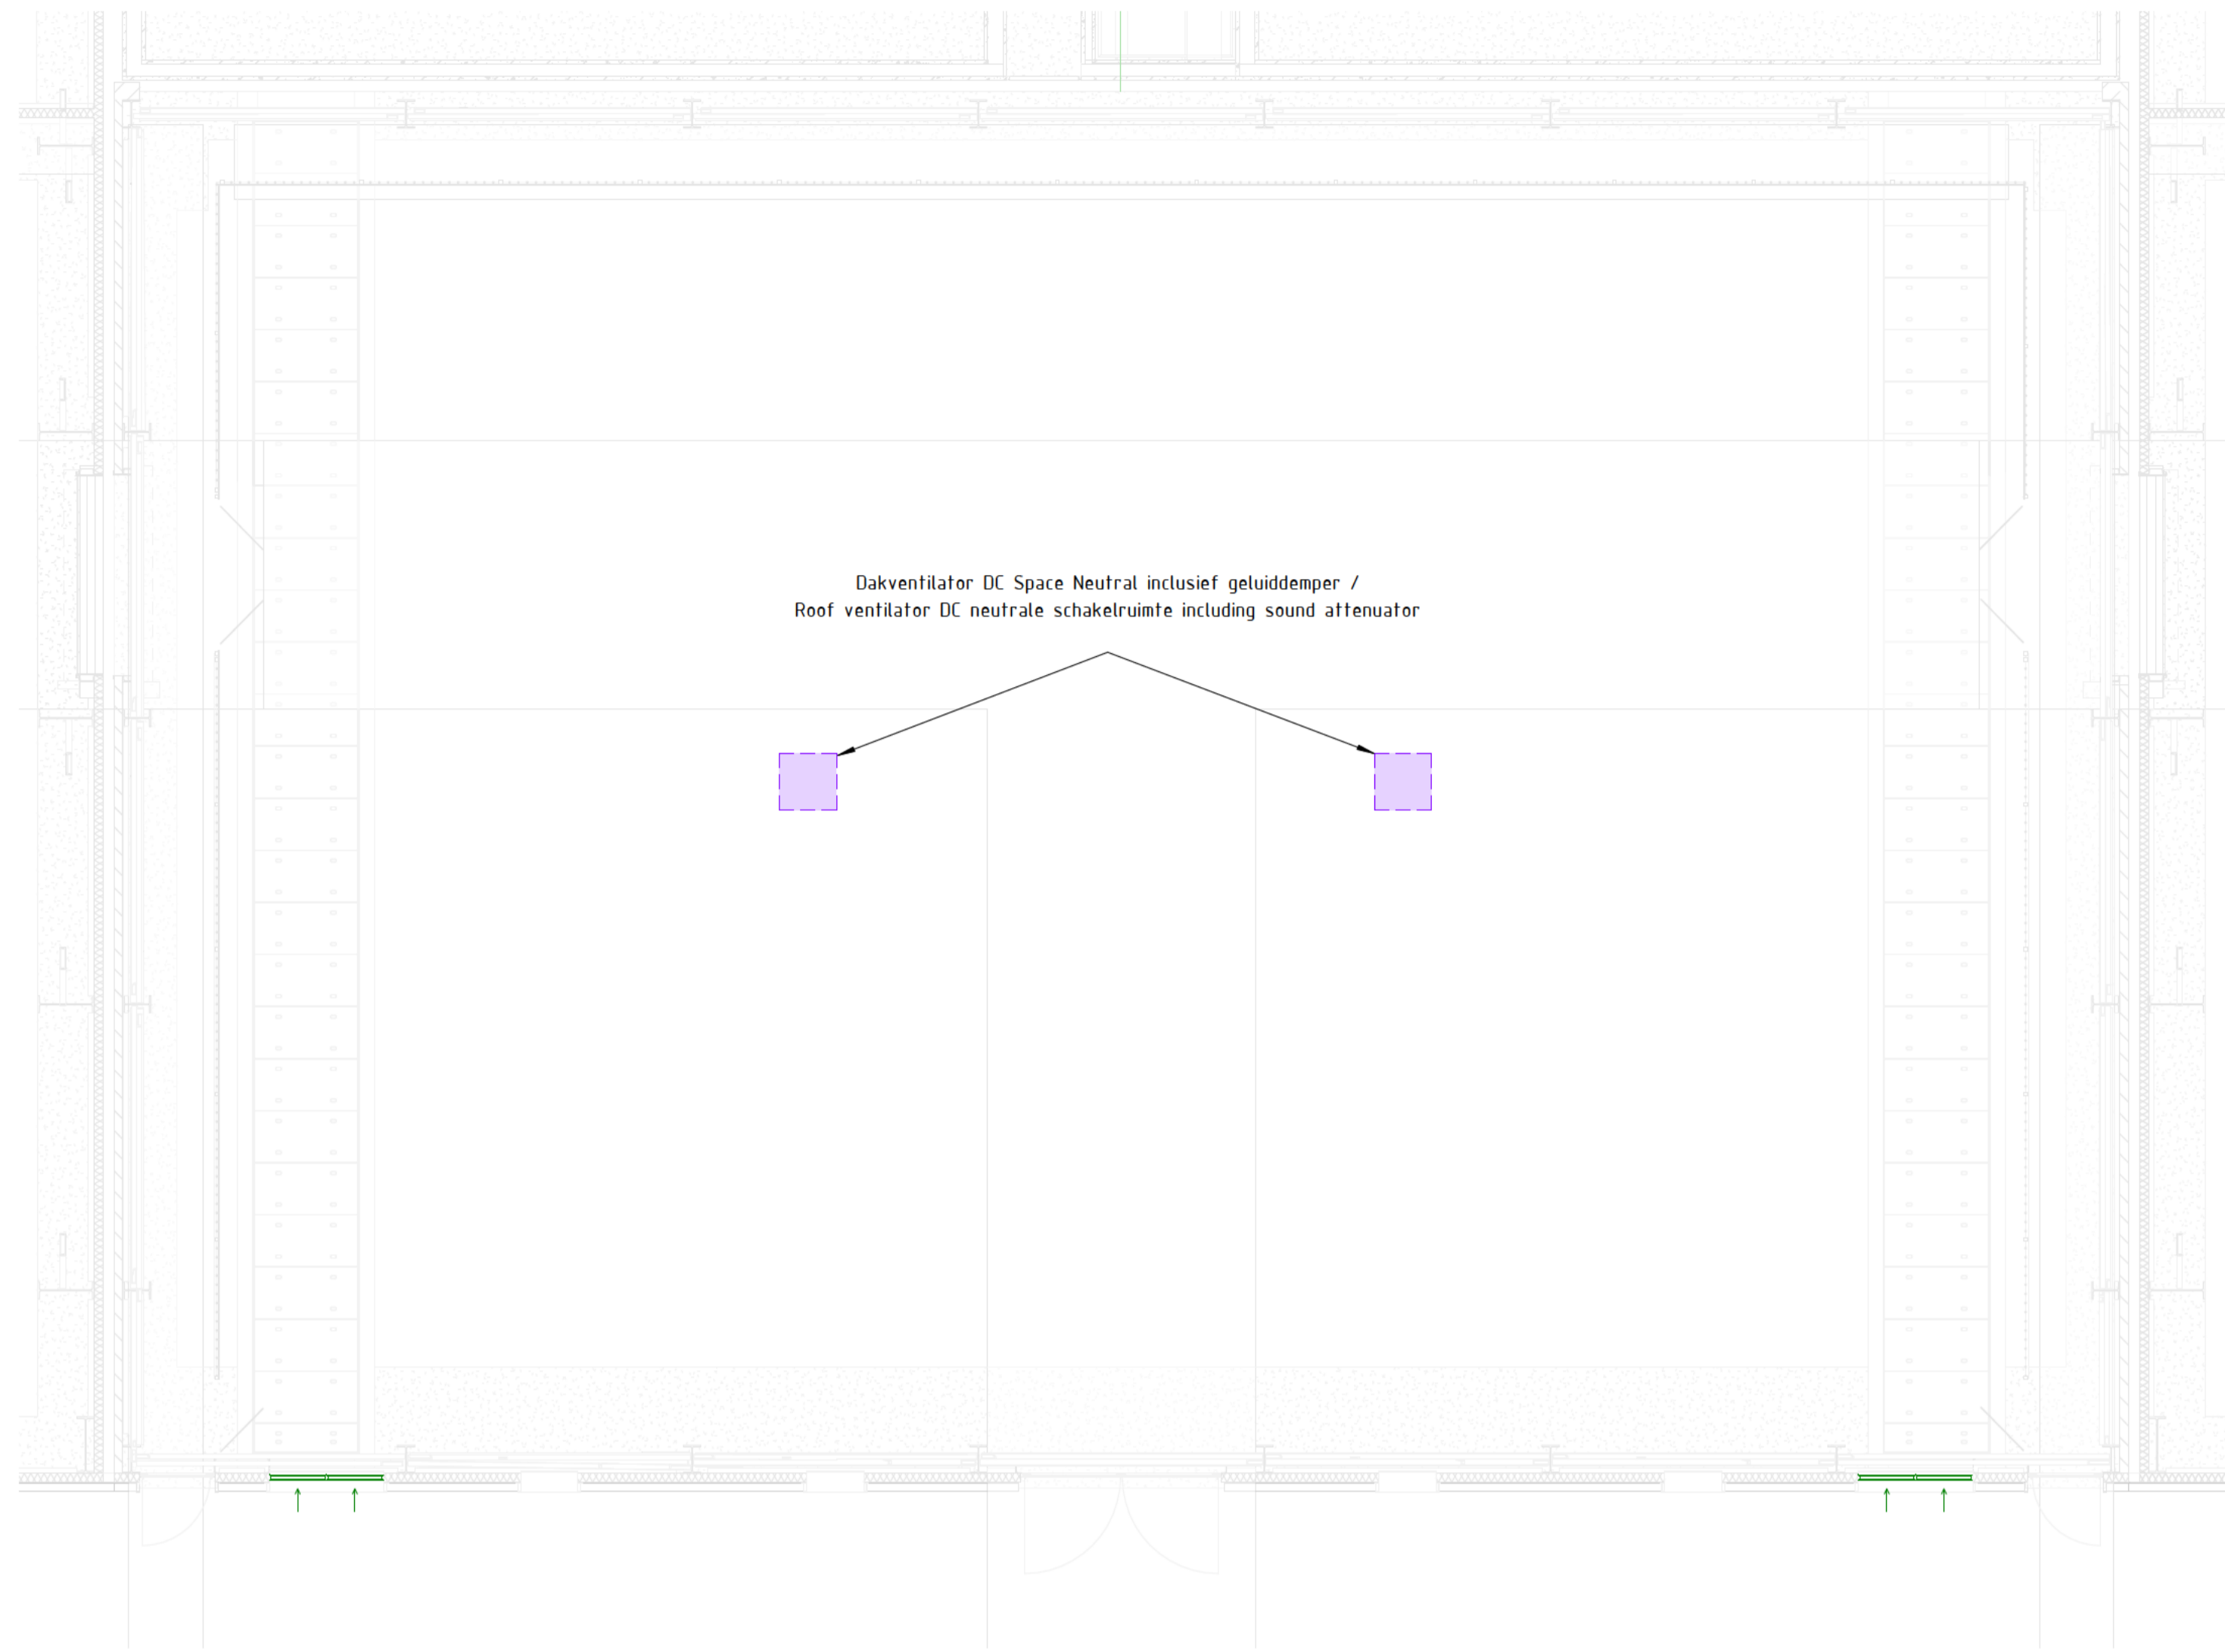 Dakventilator DC Space Neutral inclusief geluiddemper /
Roof ventilator DC neutrale schakelruimte including sound attenuator